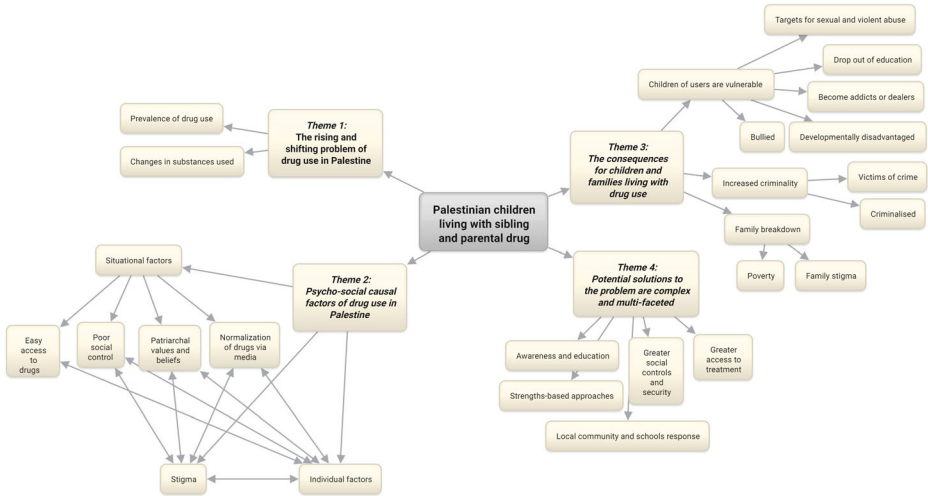 Targets for sexual and violent abuse
Drop out of education
Children of users are vulnerable
Become addicts or dealers
Bullied
Developmentally disadvantaged
Prevalence of drug use
Changes in substances used
Theme 1:
The rising and
shifting problem of
drug use in Palestine
Theme 3:
The consequences
for children and
families living with
drug use
Increased criminality
Victims of crime
Criminalised
Family breakdown
Poverty
Family stigma
Palestinian children
living with sibling
and parental drug
Situational factors
Theme 2:
Psycho-social causal
factors of drug use in
Palestine
Easy
access
to
drugs
Poor
social
control
Patriarchal
values and
beliefs
Normalization
of drugs via
media
Stigma
Individual factors
Theme 4:
Potential solutions to
the problem are complex
and multi-faceted
Awareness and education
Strengths-based approaches
Greater
social
controls
and
security
Greater
access to
treatment
Local community and schools response